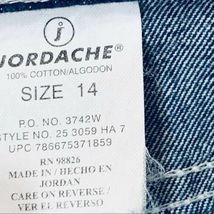 j
JORDACHE®
100% COTTON/ALGODON
SIZE 14
P.O. NO. 3742W
STYLE NO. 25 3059 HA 7
UPC 786675371859
RN 98826
MADE IN / HECHO EN
JORDAN
CARE ON REVERSE /
VER EL REVERSO